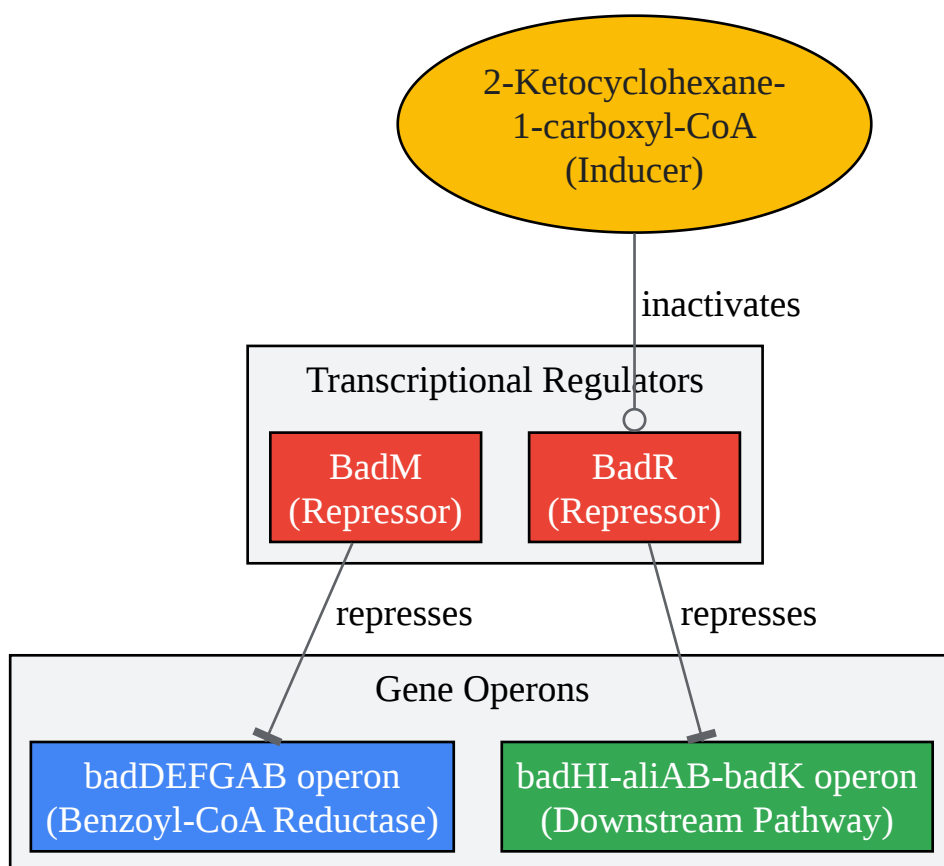 2-Ketocyclohexane-
1-carboxyl-CoA
(Inducer)
inactivates
Transcriptional Regulators
BadM
(Repressor)
BadR
(Repressor)
represses
represses
Gene Operons
badDEFGAB operon
(Benzoyl-CoA Reductase)
badHI-aliAB-badK operon
(Downstream Pathway)